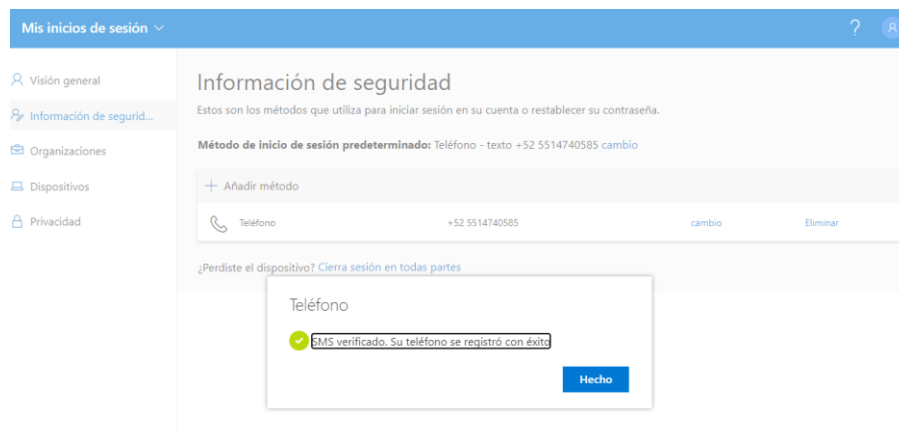 Mis inicios de sesión
?
Visión general
Información de segurid...
Organizaciones
Dispositivos
Privacidad
Información de seguridad
Estos son los métodos que utiliza para iniciar sesión en su cuenta o restablecer su contraseña.
Método de inicio de sesión predeterminado: Teléfono - texto +52 5514740585 cambio
+ Añadir método
Teléfono +52 5514740585 cambio Eliminar
¿Perdiste el dispositivo? Cierra sesión en todas partes
Teléfono
SMS verificado. Su teléfono se registró con éxito
Hecho